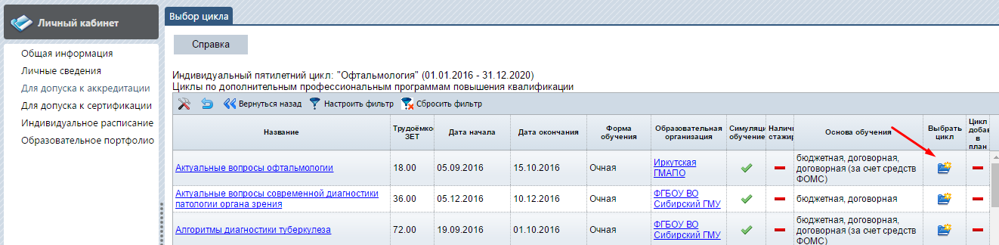 Личный кабинет
Общая информация
Личные сведения
Для допуска к аккредитации
Для допуска к сертификации
Индивидуальное расписание
Образовательное портфолио
Выбор цикла
Справка
Индивидуальный пятилетний цикл: "Офтальмология" (01.01.2016 - 31.12.2020)
Циклы по дополнительным профессиональным программам повышения квалификации
Вернуться назад Настроить фильтр Сбросить фильтр
Название
Трудоёмко
ЗЕТ
Дата начала
Дата окончания
Форма
обучения
Образовательная
организация
Симуляци
обучение
Налич
стажир
Основа обучения
Выбрать
цикл
Цикл
добав
в
план
Актуальные вопросы офтальмологии
18.00
05.09.2016
15.10.2016
Очная
Иркутская
ГМАПО
бюджетная, договорная,
договорная (за счет средств
ФОМС)
Актуальные вопросы современной диагностики
патологии органа зрения
36.00
05.12.2016
10.12.2016
Очная
ФГБОУ ВО
Сибирский ГМУ
бюджетная, договорная
Алгоритмы диагностики туберкулеза
72.00
19.09.2016
01.10.2016
Очная
ФГБОУ ВО
Сибирский ГМУ
бюджетная, договорная,
договорная (за счет средств
ФОМС)